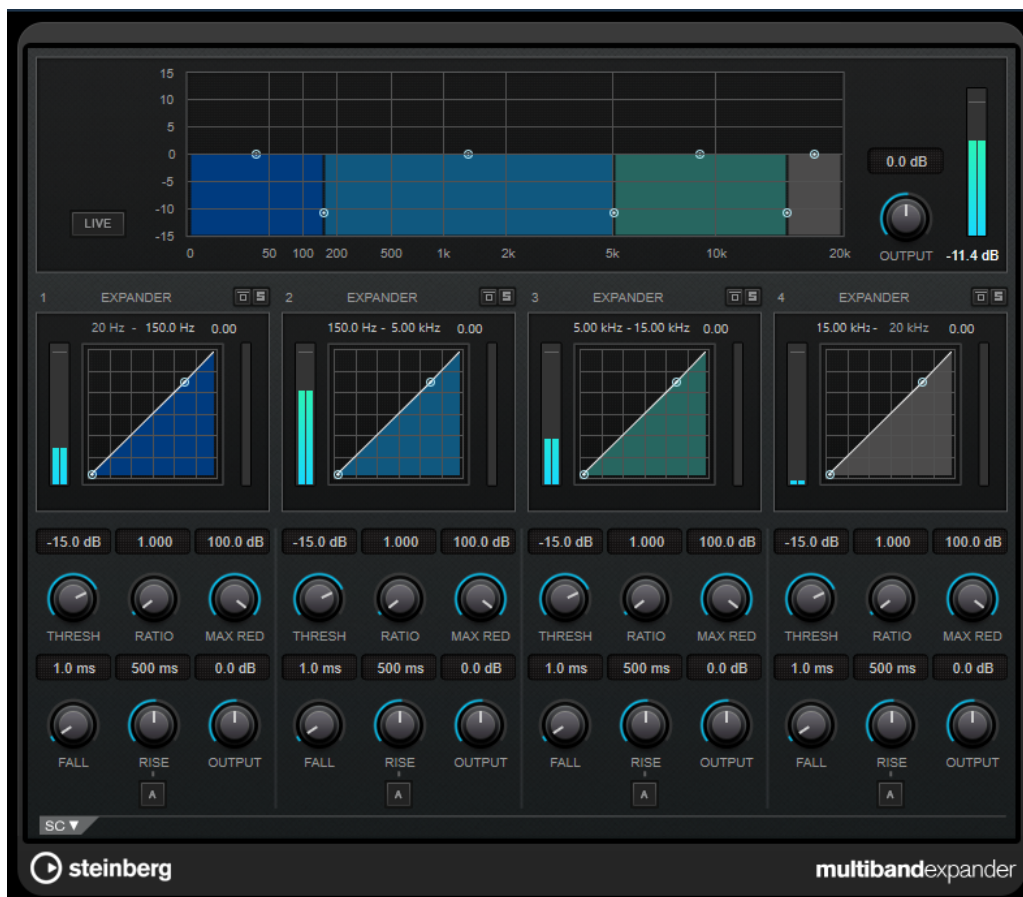 15
10
5
0
-5
-10
-15
LIVE
0 50 100 200 500 1k 2k 5k 10k 20k
0.0 dB
OUTPUT -11.4 dB
1 EXPANDER S 2 EXPANDER S 3 EXPANDER S 4 EXPANDER S
20 Hz - 150.0 Hz 0.00 150.0 Hz - 5.00 kHz 0.00 5.00 kHz - 15.00 kHz 0.00 15.00 kHz - 20 kHz 0.00
-15.0 dB 1.000 100.0 dB -15.0 dB 1.000 100.0 dB -15.0 dB 1.000 100.0 dB -15.0 dB 1.000 100.0 dB
THRESH RATIO MAX RED THRESH RATIO MAX RED THRESH RATIO MAX RED THRESH RATIO MAX RED
1.0 ms 500 ms 0.0 dB 1.0 ms 500 ms 0.0 dB 1.0 ms 500 ms 0.0 dB 1.0 ms 500 ms 0.0 dB
FALL RISE OUTPUT FALL RISE OUTPUT FALL RISE OUTPUT FALL RISE OUTPUT
A A A A
SC ▼
steinberg multibandexpander